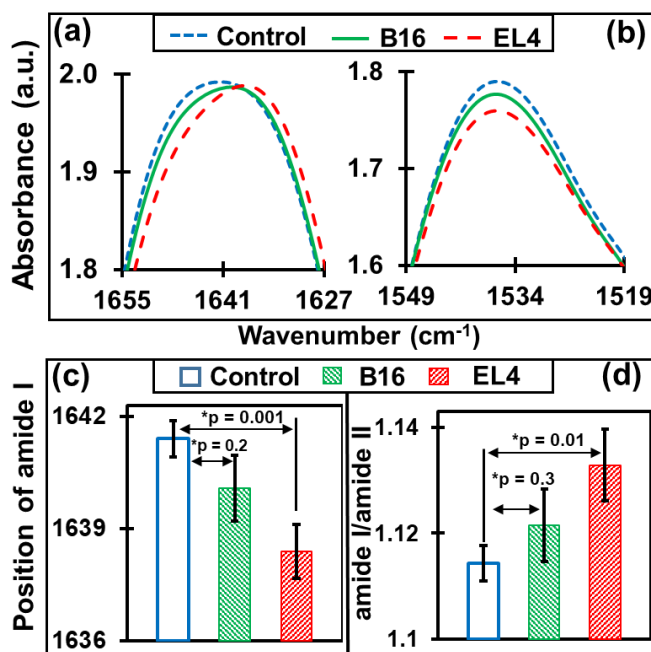 (a) Control B16 EL4 (b)
Absorbance (a.u.)
2.0
1.9
1.8
1655 1641 1627
1.8
1.7
1.6
1549 1534 1519
Wavenumber (cm-1)
(c) Control B16 EL4 (d)
Position of amide I
1642
1639
1636
*p = 0.001
*p = 0.2
amide I/amide II
1.14
1.12
1.1
*p = 0.01
*p = 0.3